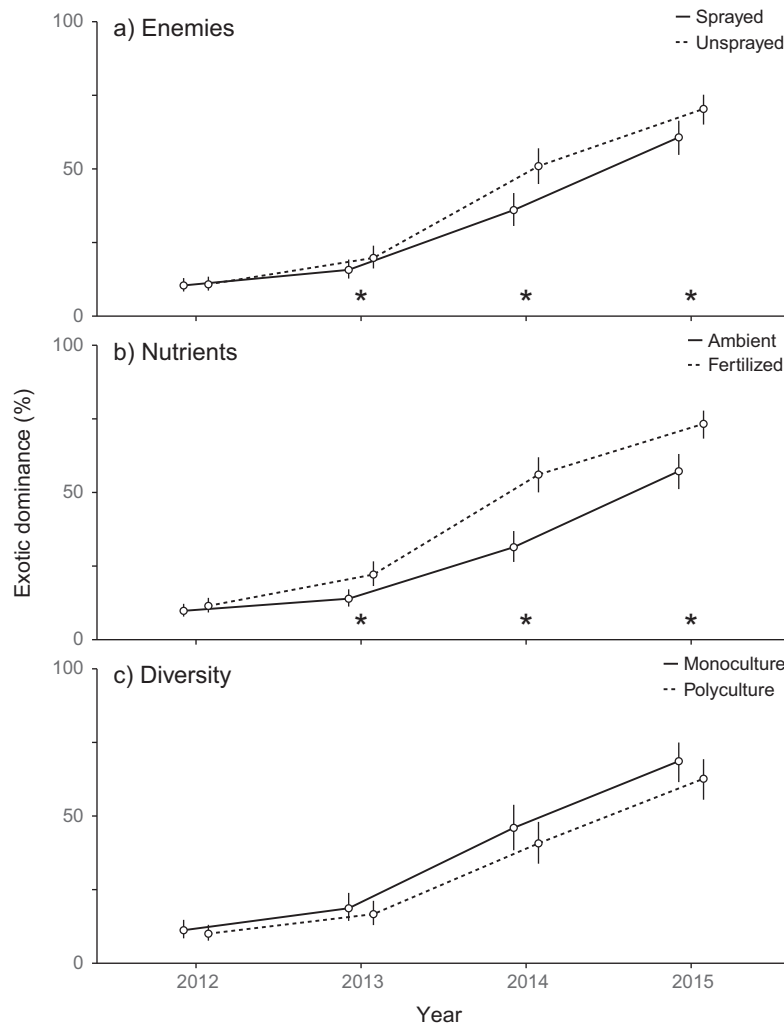 100
a) Enemies
Sprayed
Unsprayed
50
0
*
*
*
100
b) Nutrients
Ambient
Fertilized
50
0
*
*
*
Exotic dominance (%)
100
c) Diversity
Monoculture
Polyculture
50
0
2012
2013
2014
2015
Year